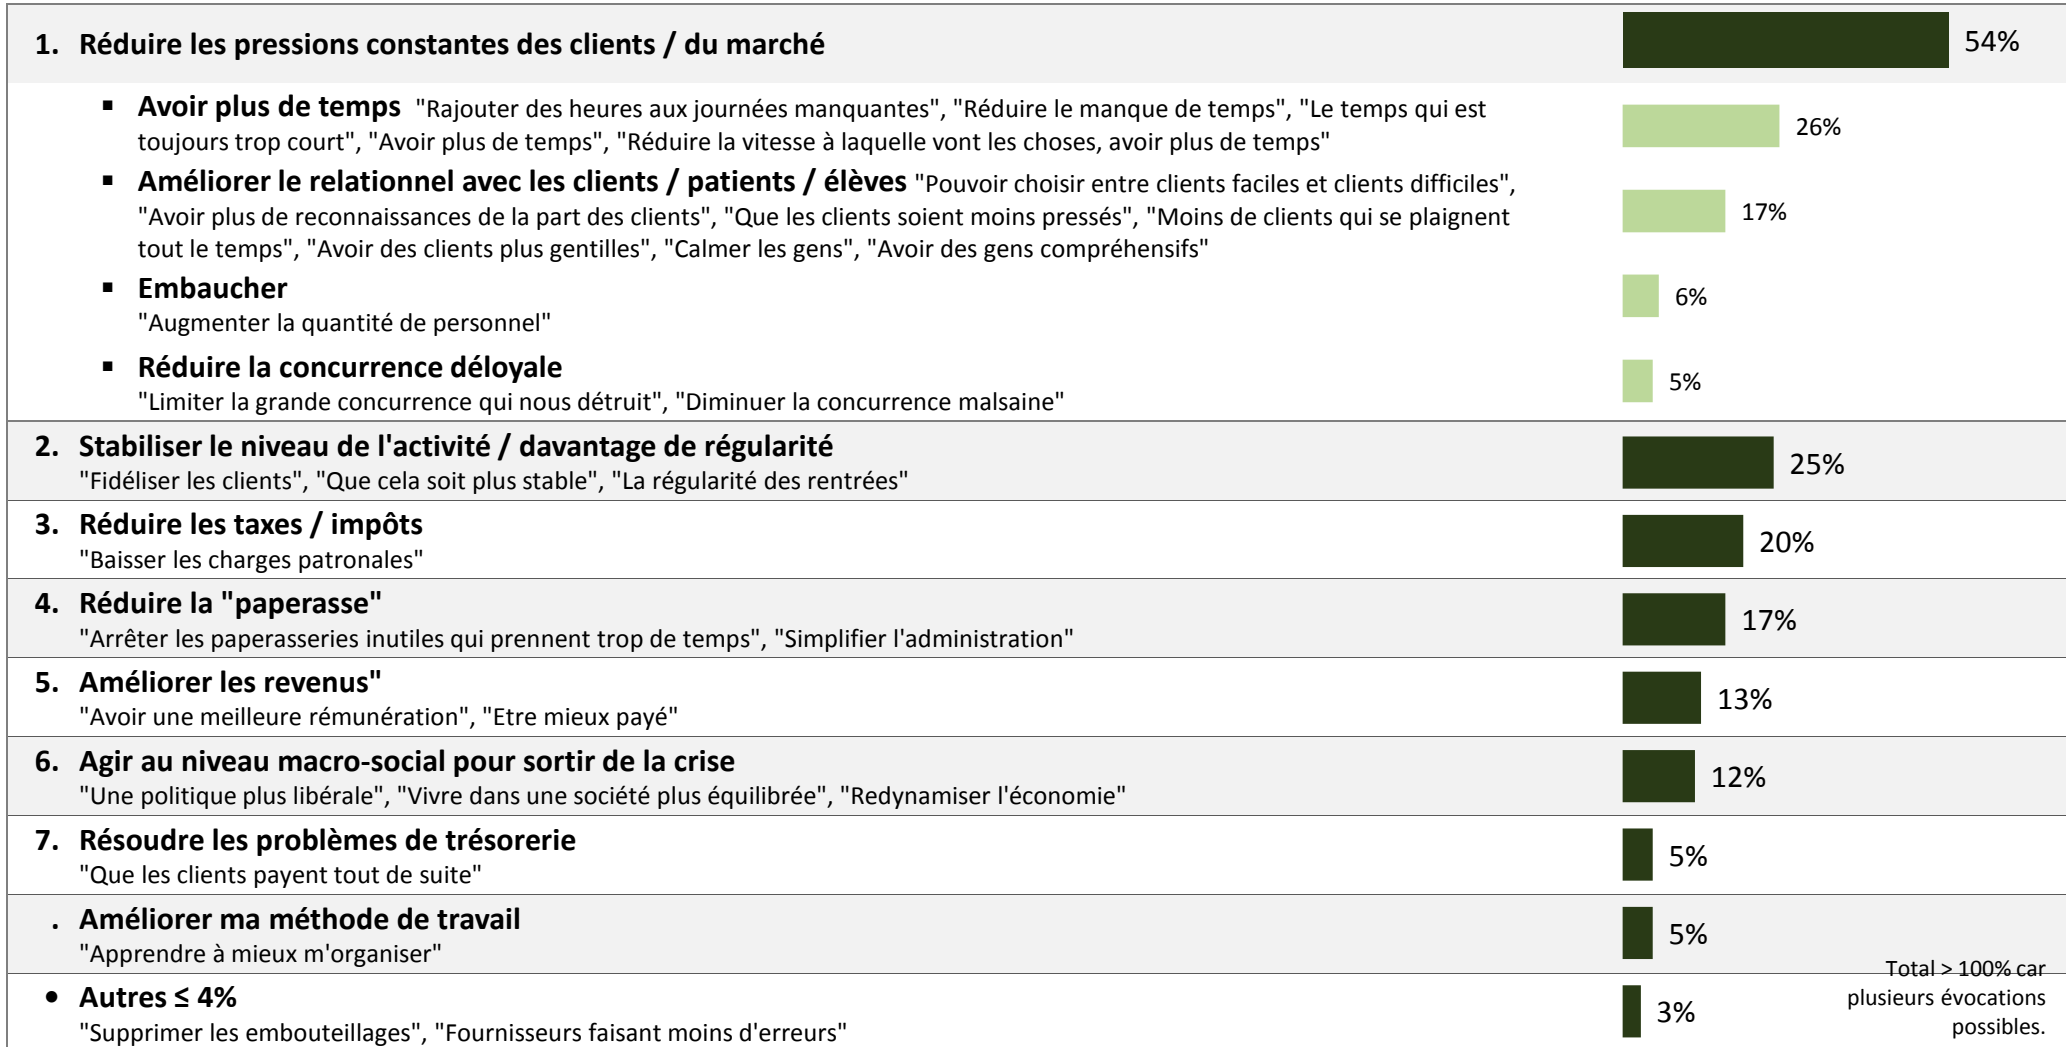 1. Réduire les pressions constantes des clients / du marché 54%
▪ Avoir plus de temps "Rajouter des heures aux journées manquantes", "Réduire le manque de temps", "Le temps qui est
toujours trop court", "Avoir plus de temps", "Réduire la vitesse à laquelle vont les choses, avoir plus de temps"
26%
▪ Améliorer le relationnel avec les clients / patients / élèves "Pouvoir choisir entre clients faciles et clients difficiles",
"Avoir plus de reconnaissances de la part des clients", "Que les clients soient moins pressés", "Moins de clients qui se plaignent
tout le temps", "Avoir des clients plus gentilles", "Calmer les gens", "Avoir des gens compréhensifs"
17%
▪ Embaucher
"Augmenter la quantité de personnel"
6%
▪ Réduire la concurrence déloyale
"Limiter la grande concurrence qui nous détruit", "Diminuer la concurrence malsaine"
5%
2. Stabiliser le niveau de l'activité / davantage de régularité
"Fidéliser les clients", "Que cela soit plus stable", "La régularité des rentrées"
25%
3. Réduire les taxes / impôts
"Baisser les charges patronales"
20%
4. Réduire la "paperasse"
"Arrêter les paperasseries inutiles qui prennent trop de temps", "Simplifier l'administration"
17%
5. Améliorer les revenus"
"Avoir une meilleure rémunération", "Etre mieux payé"
13%
6. Agir au niveau macro-social pour sortir de la crise
"Une politique plus libérale", "Vivre dans une société plus équilibrée", "Redynamiser l'économie"
12%
7. Résoudre les problèmes de trésorerie
"Que les clients payent tout de suite"
5%
. Améliorer ma méthode de travail
"Apprendre à mieux m'organiser"
5%
• Autres ≤ 4%
"Supprimer les embouteillages", "Fournisseurs faisant moins d'erreurs"
3%
Total > 100% car
plusieurs évocations
possibles.